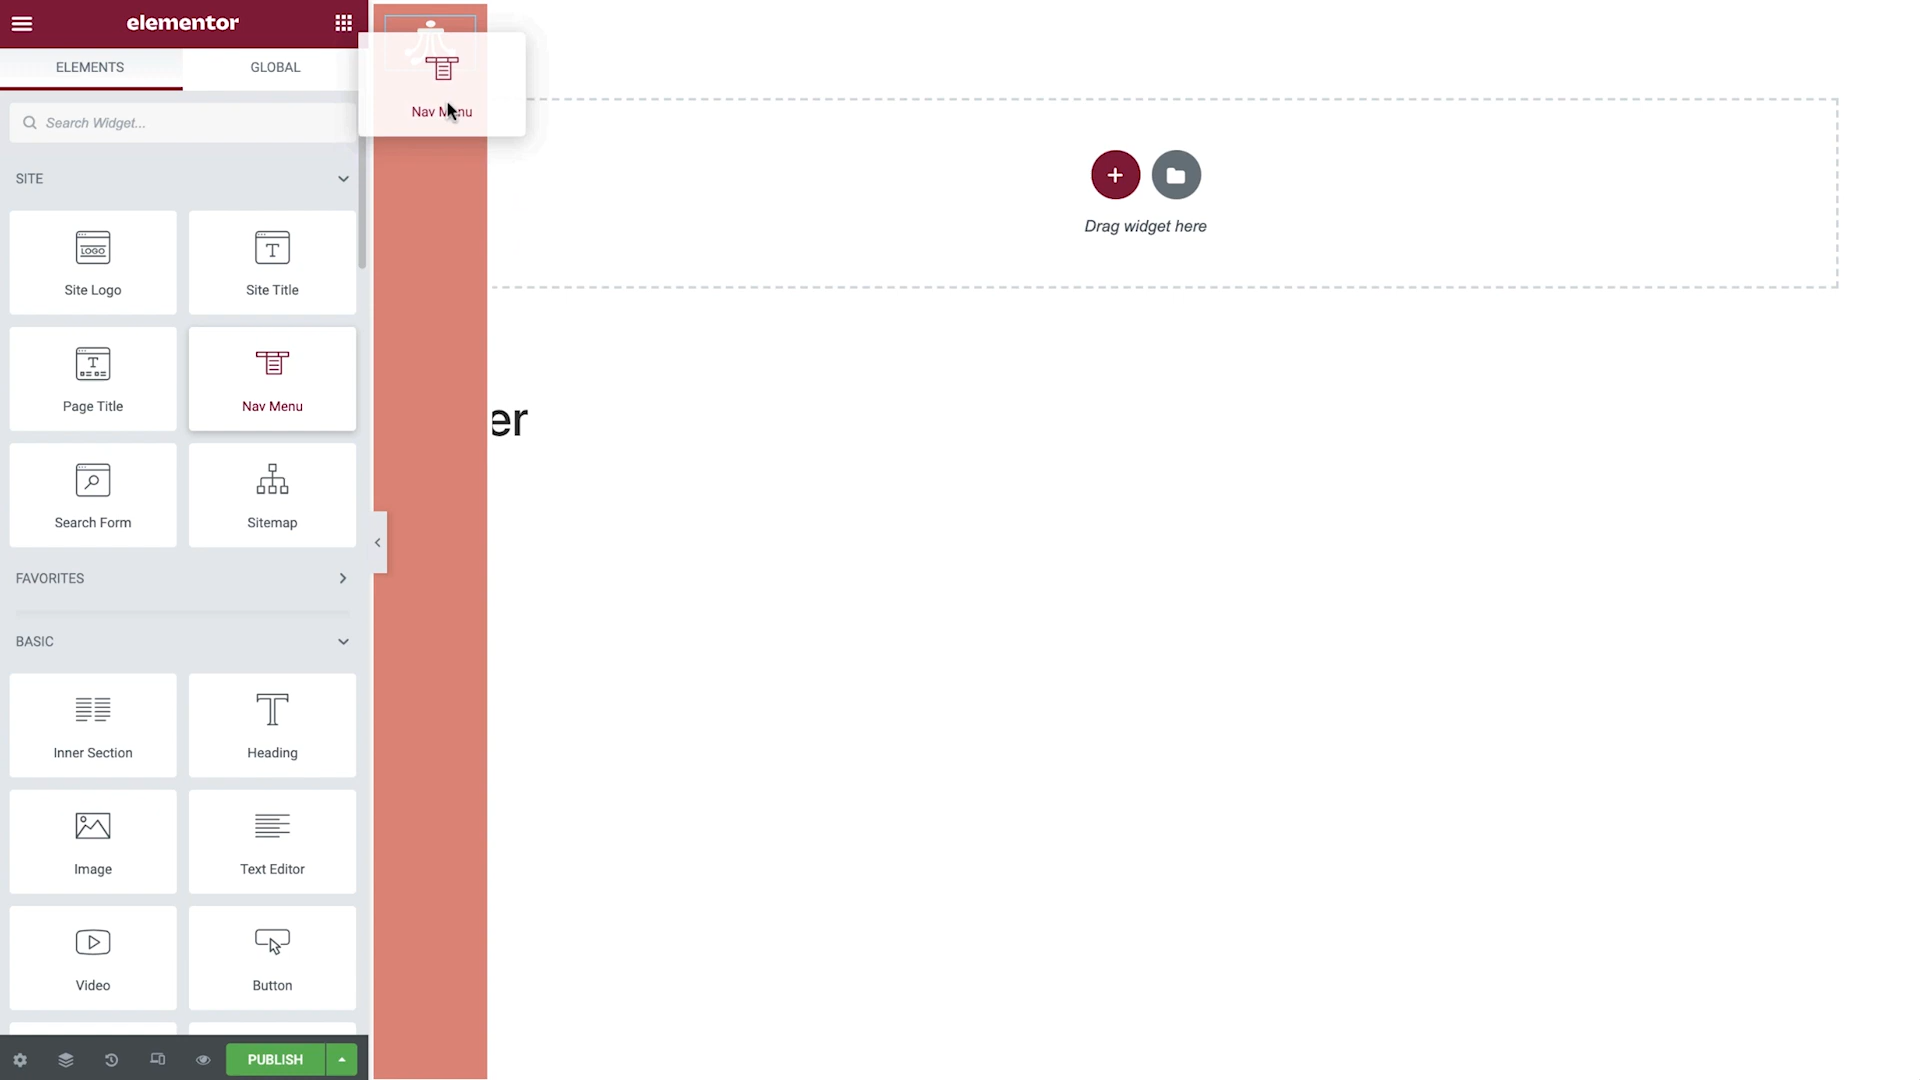 elementor
ELEMENTS
GLOBAL
Nav Menu
Search Widget...
SITE
LOGO
Site Logo
Site Title
Drag widget here
Page Title
Nav Menu
er
Search Form
Sitemap
FAVORITES
BASIC
Inner Section
Heading
Image
Text Editor
Video
Button
PUBLISH